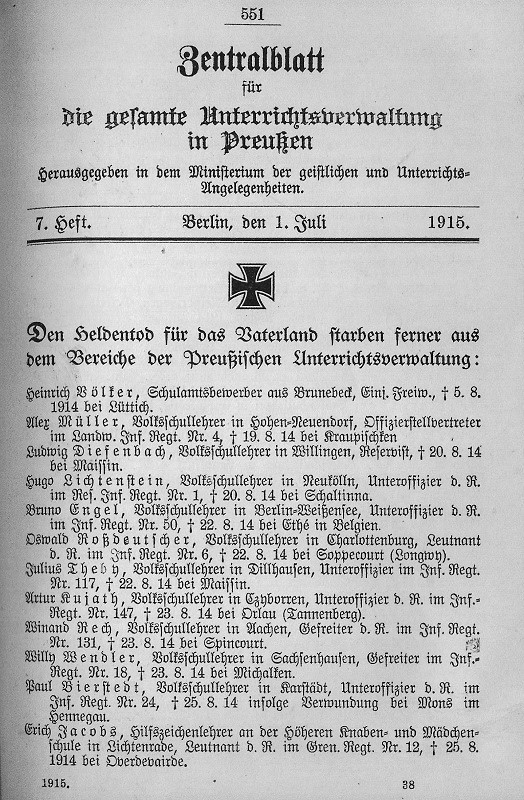 551
Zentralblatt
für
die gesamte Unterrichtsverwaltung
in Preußen
Herausgegeben in dem Ministerium der geistlichen und Unterrichts-
Angelegenheiten.
7. Heft. Berlin, den 1. Juli 1915.
Den Heldentod für das Vaterland starben ferner aus
dem Bereiche der Preußischen Unterrichtsverwaltung:
Heinrich Völker, Schulamtsbewerber aus Brunebeck, Einj. Freiw., † 5. 8.
1914 bei Lüttich.
Alex Müller, Volksschullehrer in Hohen-Neuendorf, Offizierstellvertreter
im Landw. Inf. Regt. Nr. 4, † 19. 8. 14 bei Kraupischken
Ludwig Diefenbach, Volksschullehrer in Willingen, Reservist, † 20. 8. 14
bei Maissin.
Hugo Lichtenstein, Volksschullehrer in Neukölln, Unteroffizier d. R.
im Res. Inf. Regt. Nr. 1, † 20. 8. 14 bei Schaltinna.
Bruno Engel, Volksschullehrer in Berlin-Weißensee, Unteroffizier d. R.
im Inf. Regt. Nr. 50, † 22. 8. 14 bei Ethé in Belgien.
Oswald Roßdeutscher, Volksschullehrer in Charlottenburg, Leutnant
d. R. im Inf. Regt. Nr. 6, † 22. 8. 14 bei Soppecourt (Longwy).
Julius Theby, Volksschullehrer in Dillhausen, Unteroffizier im Inf. Regt.
Nr. 117, † 22. 8. 14 bei Maissin.
Artur Kujath, Volksschullehrer in Czyborren, Unteroffizier d. R. im Inf.-
Regt. Nr. 147, † 23. 8. 14 bei Orlau (Tannenberg).
Winand Rech, Volksschullehrer in Aachen, Gefreiter d. R. im Inf. Regt.
Nr. 131, † 23. 8. 14 bei Spincourt.
Willy Wendler, Volksschullehrer in Sachsenhausen, Gefreiter im Inf.-
Regt. Nr. 18, † 23. 8. 14 bei Michalken.
Paul Bierstedt, Volksschullehrer in Karstädt, Unteroffizier d. R. im
Inf. Regt. Nr. 24, † 25. 8. 14 infolge Verwundung bei Mons im
Hennegau.
Erich Jacobs, Hilfszeichenlehrer an der Höheren Knaben- und Mädchen-
schule in Lichtenrade, Leutnant d. R. im Gren. Regt. Nr. 12, † 25. 8.
1914 bei Overdevairde.
1915. 38